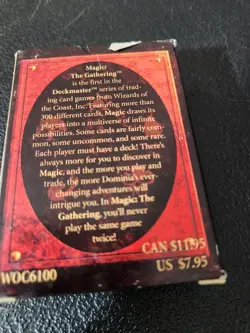 Magic:
The Gathering™
is the first in the
Deckmaster™ series of trad-
ing card games from Wizards of
the Coast, Inc. Featuring more than
300 different cards, Magic draws its
players into a multiverse of infinite
possibilities. Some cards are fairly com-
mon, some uncommon, and some rare.
Each player must have a deck! There's
always more for you to discover in
Magic, and the more you play and
trade, the more Dominia's ever-
changing adventures will
intrigue you. In Magic: The
Gathering, you'll never
play the same game
twice!
CAN $11.95
WOC6100
US $7.95